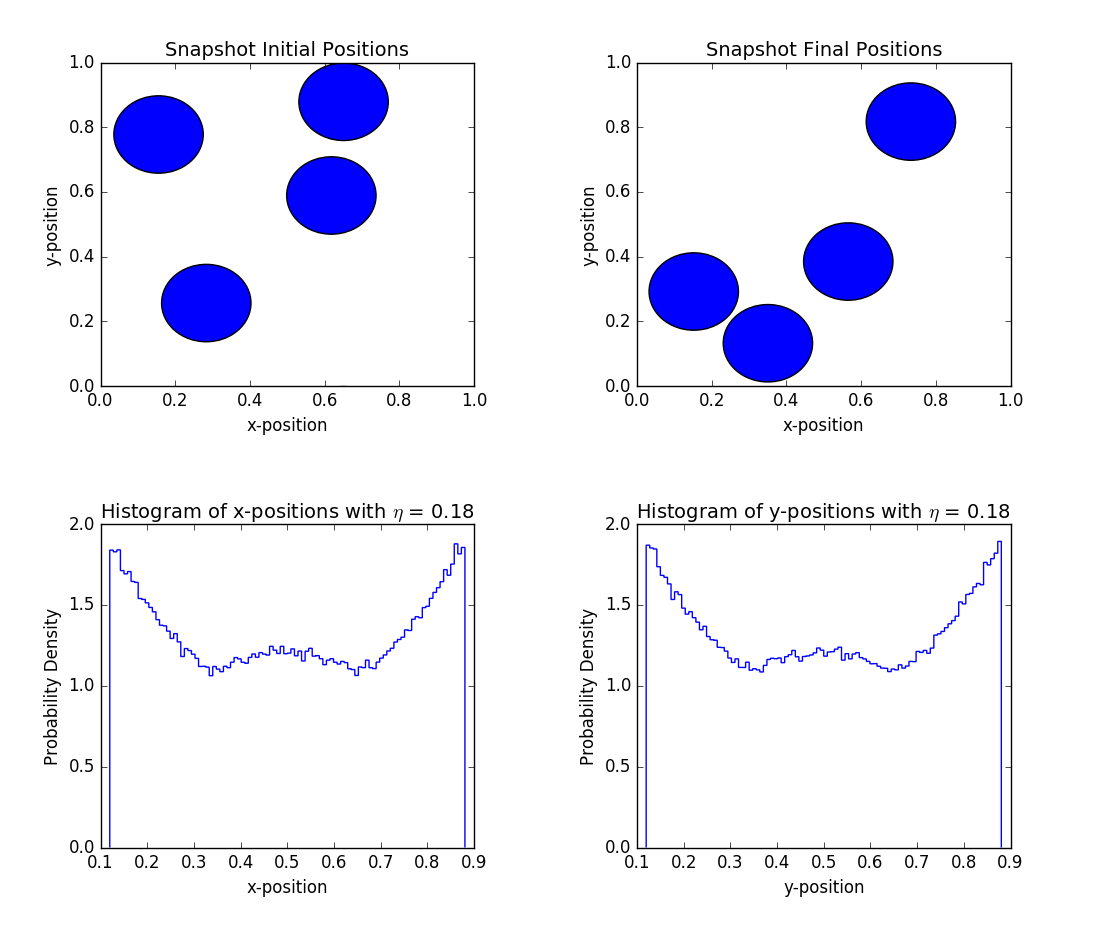 Snapshot Initial Positions
1.0
0.8
0.6
0.4
0.2
0.0
y-position
0.0 0.2 0.4 0.6 0.8 1.0
x-position
Snapshot Final Positions
1.0
0.8
0.6
0.4
0.2
0.0
y-position
0.0 0.2 0.4 0.6 0.8 1.0
x-position
Histogram of x-positions with η = 0.18
2.0
1.5
1.0
0.5
0.0
Probability Density
0.1 0.2 0.3 0.4 0.5 0.6 0.7 0.8 0.9
x-position
Histogram of y-positions with η = 0.18
2.0
1.5
1.0
0.5
0.0
Probability Density
0.1 0.2 0.3 0.4 0.5 0.6 0.7 0.8 0.9
y-position